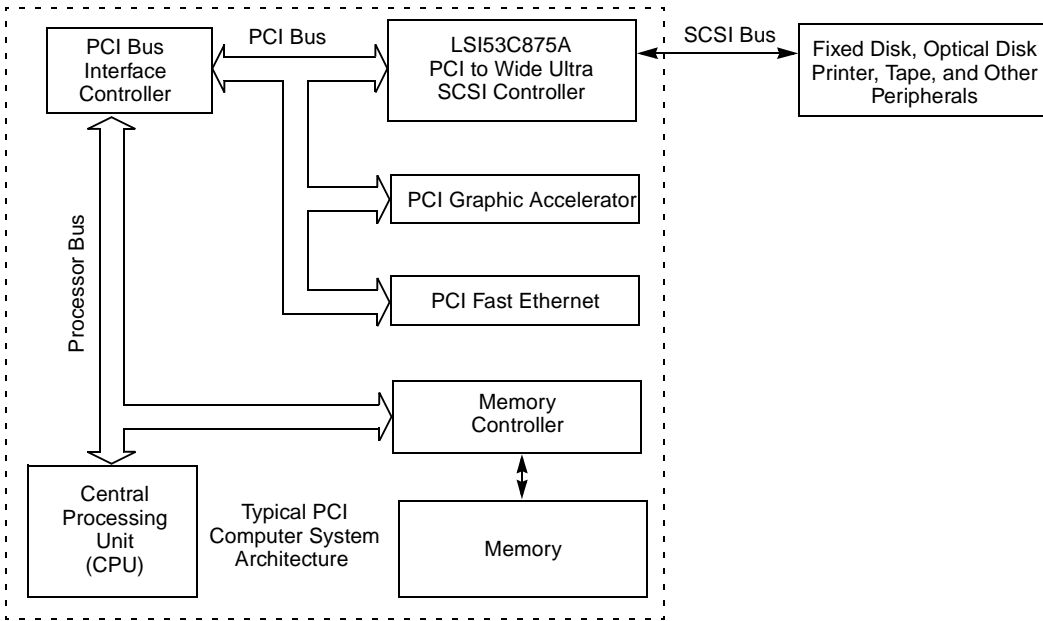 PCI Bus
Interface
Controller
PCI Bus
LSI53C875A
PCI to Wide Ultra
SCSI Controller
SCSI Bus
Fixed Disk, Optical Disk
Printer, Tape, and Other
Peripherals
PCI Graphic Accelerator
Processor Bus
PCI Fast Ethernet
Memory
Controller
Central
Processing
Unit
(CPU)
Typical PCI
Computer System
Architecture
Memory